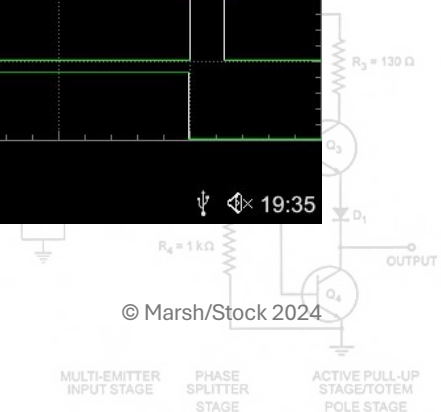 R3 = 130 Ω
Q3
19:35
D1
R4 = 1 kΩ
OUTPUT
Q4
© Marsh/Stock 2024
MULTI-EMITTER
INPUT STAGE
PHASE
SPLITTER
STAGE
ACTIVE PULL-UP
STAGE/TOTEM
POLE STAGE